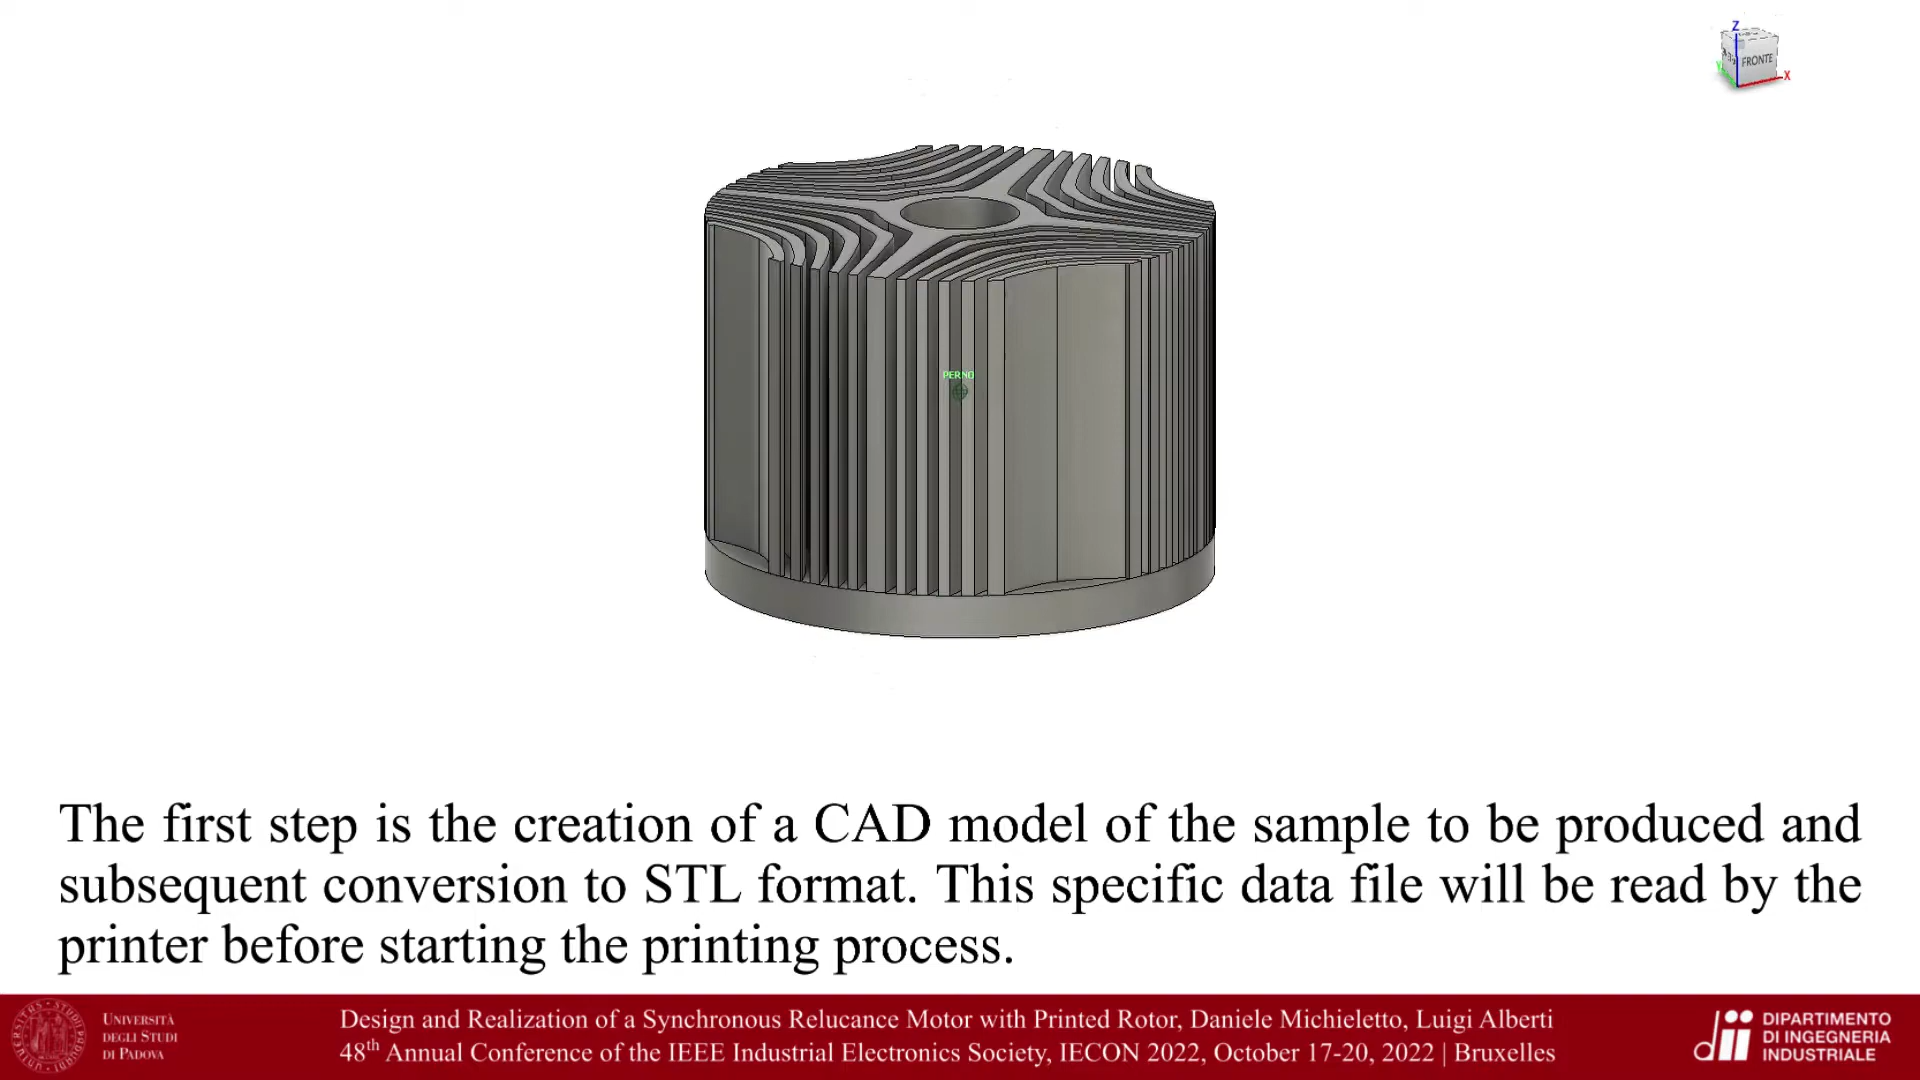 Z
FRONTE
X
PERNO
The first step is the creation of a CAD model of the sample to be produced and
subsequent conversion to STL format. This specific data file will be read by the
printer before starting the printing process.
UNIVERSITÀ
DEGLI STUDI
DI PADOVA
Design and Realization of a Synchronous Relucance Motor with Printed Rotor, Daniele Michieletto, Luigi Alberti
48th Annual Conference of the IEEE Industrial Electronics Society, IECON 2022, October 17-20, 2022 | Bruxelles
dii DIPARTIMENTO
DI INGEGNERIA
INDUSTRIALE